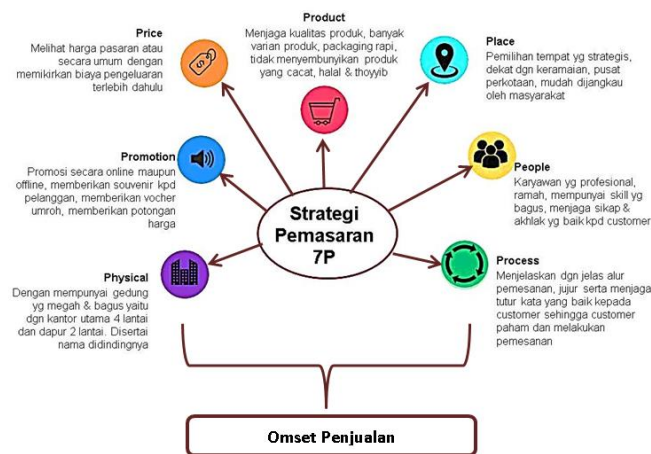 Product
Menjaga kualitas produk, banyak
varian produk, packaging rapi,
tidak menyembunyikan produk
yang cacat, halal & thoyyib
Price
Melihat harga pasaran atau
secara umum dengan
memikirkan biaya pengeluaran
terlebih dahulu
Place
Pemilihan tempat yg strategis,
dekat dgn keramaian, pusat
perkotaan, mudah dijangkau
oleh masyarakat
Promotion
Promosi secara online maupun
offline, memberikan souvenir kpd
pelanggan, memberikan vocher
umroh, memberikan potongan
harga
People
Karyawan yg profesional,
ramah, mempunyai skill yg
bagus, menjaga sikap &
akhlak yg baik kpd customer
Strategi
Pemasaran
7P
Physical
Dengan mempunyai gedung
yg megah & bagus yaitu
dgn kantor utama 4 lantai
dan dapur 2 lantai. Disertai
nama didindingnya
Process
Menjelaskan dgn jelas alur
pemesanan, jujur serta menjaga
tutur kata yang baik kepada
customer sehingga customer
paham dan melakukan
pemesanan
Omset Penjualan